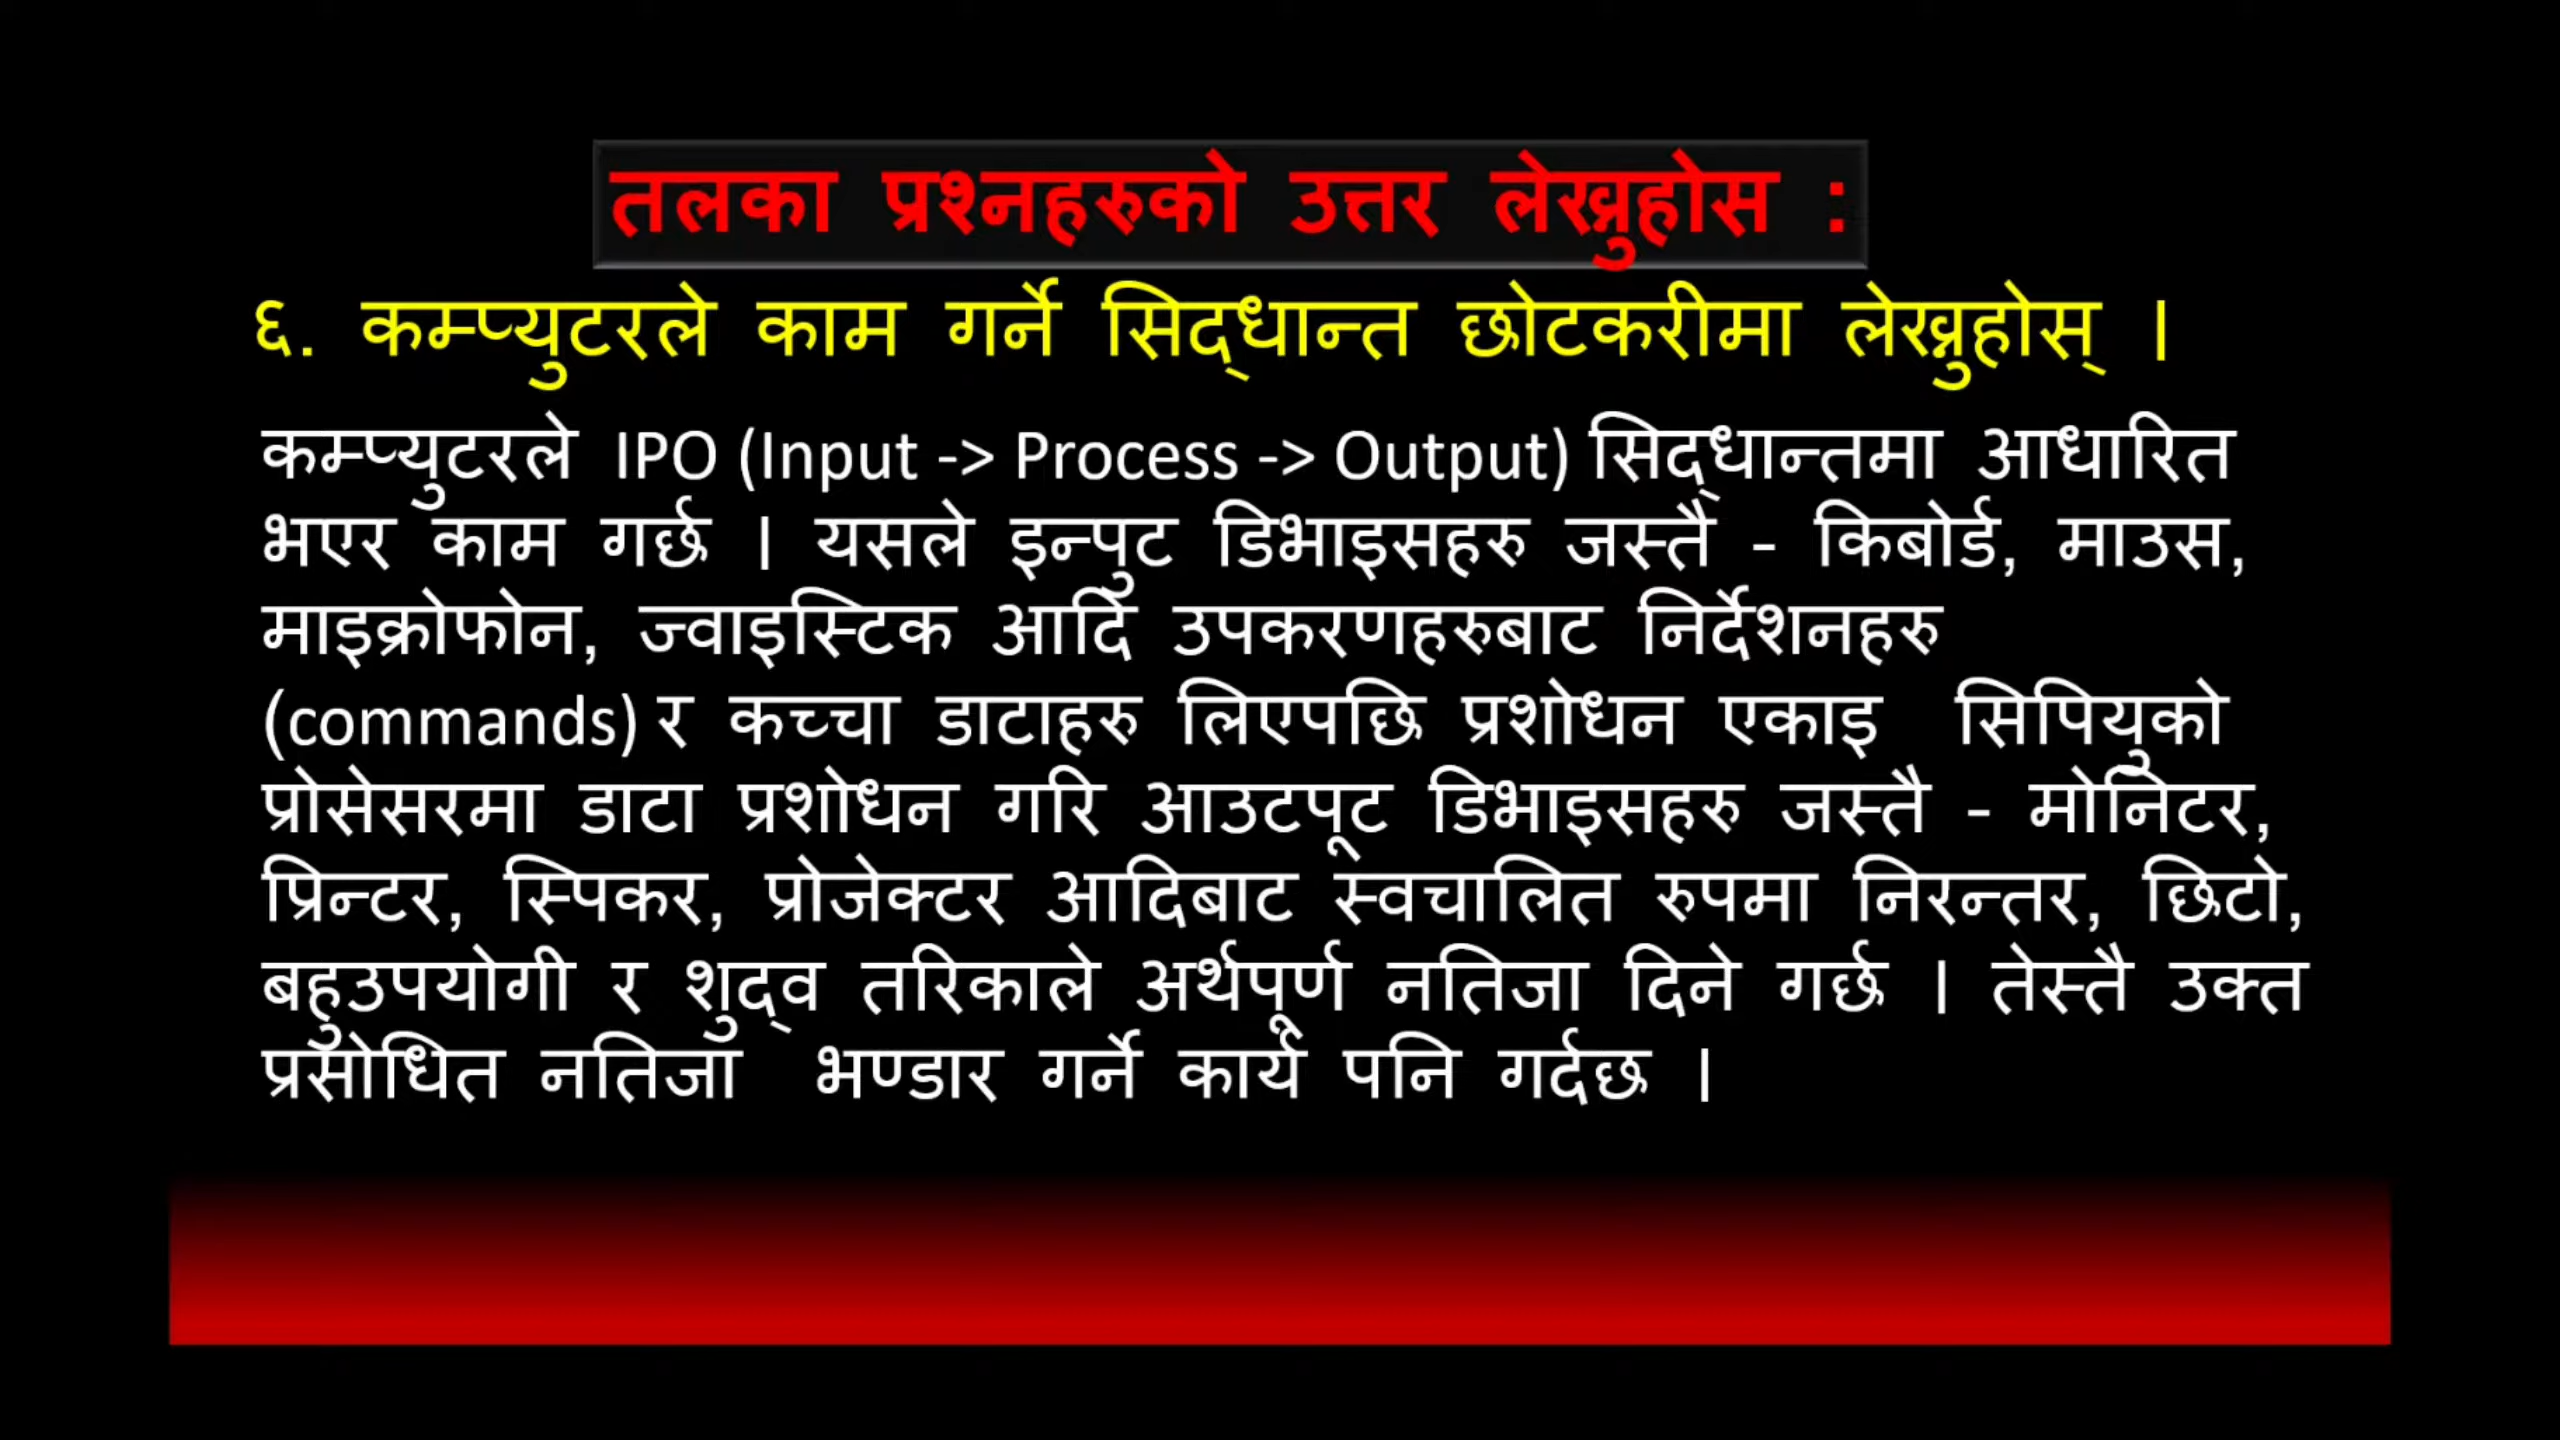 तलका प्रश्नहरुको उत्तर लेख्नुहोस :
६. कम्प्युटरले काम गर्ने सिद्धान्त छोटकरीमा लेख्नुहोस् ।
कम्प्युटरले IPO (Input -> Process -> Output) सिद्धान्तमा आधारित
भएर काम गर्छ । यसले इन्पुट डिभाइसहरु जस्तै - किबोर्ड, माउस,
माइक्रोफोन, ज्वाइस्टिक आदि उपकरणहरुबाट निर्देशनहरु
(commands) र कच्चा डाटाहरु लिएपछि प्रशोधन एकाइ सिपियुको
प्रोसेसरमा डाटा प्रशोधन गरि आउटपूट डिभाइसहरु जस्तै - मोनिटर,
प्रिन्टर, स्पिकर, प्रोजेक्टर आदिबाट स्वचालित रुपमा निरन्तर, छिटो,
बहुउपयोगी र शुद्व तरिकाले अर्थपूर्ण नतिजा दिने गर्छ । तेस्तै उक्त
प्रसोधित नतिजा भण्डार गर्ने कार्य पनि गर्दछ ।